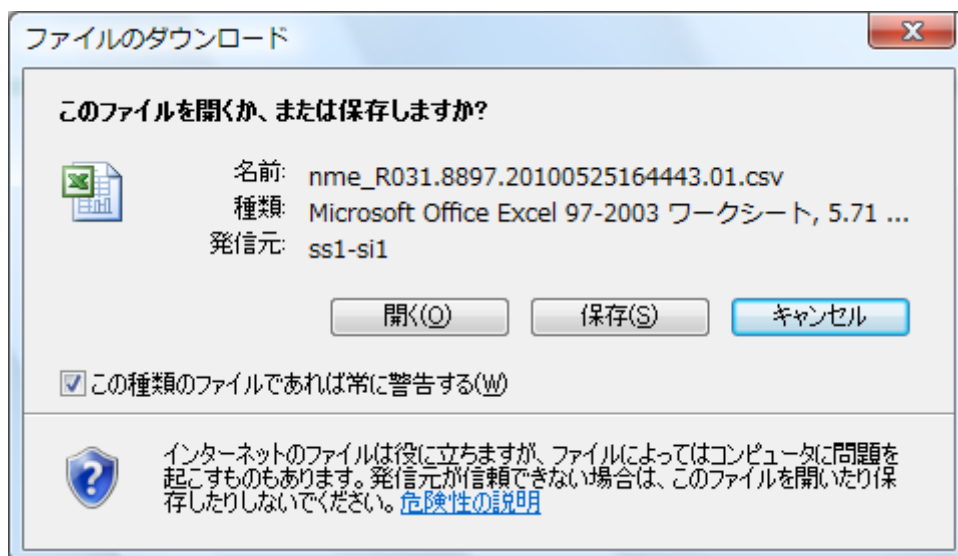 ファイルのダウンロード
このファイルを開くか、または保存しますか?
名前: nme_R031.8897.20100525164443.01.csv
種類: Microsoft Office Excel 97-2003 ワークシート, 5.71 ...
発信元: ss1-si1
開く(O) 保存(S) キャンセル
この種類のファイルであれば常に警告する(W)
インターネットのファイルは役に立ちますが、ファイルによってはコンピュータに問題を
起こすものもあります。発信元が信頼できない場合は、このファイルを開いたり保
存したりしないでください。危険性の説明